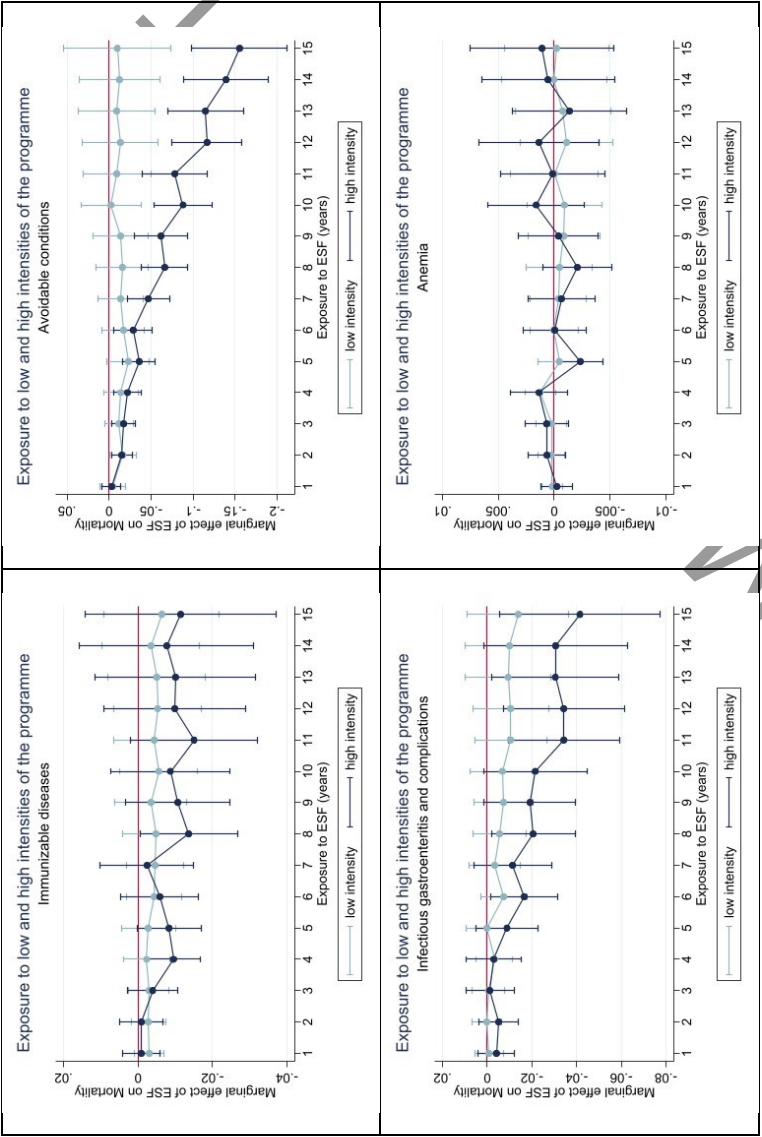 Exposure to low and high intensities of the programme
Immunizable diseases
Marginal effect of ESF on Mortality
.02
0
-.02
-.04
1 2 3 4 5 6 7 8 9 10 11 12 13 14 15
Exposure to ESF (years)
low intensity high intensity
Exposure to low and high intensities of the programme
Avoidable conditions
Marginal effect of ESF on Mortality
.05
0
-.05
-.1
-.15
-.2
1 2 3 4 5 6 7 8 9 10 11 12 13 14 15
Exposure to ESF (years)
low intensity high intensity
Exposure to low and high intensities of the programme
Infectious gastroenteritis and complications
Marginal effect of ESF on Mortality
.02
0
-.02
-.04
-.06
-.08
1 2 3 4 5 6 7 8 9 10 11 12 13 14 15
Exposure to ESF (years)
low intensity high intensity
Exposure to low and high intensities of the programme
Anemia
Marginal effect of ESF on Mortality
.01
.005
0
-.005
-.01
1 2 3 4 5 6 7 8 9 10 11 12 13 14 15
Exposure to ESF (years)
low intensity high intensity